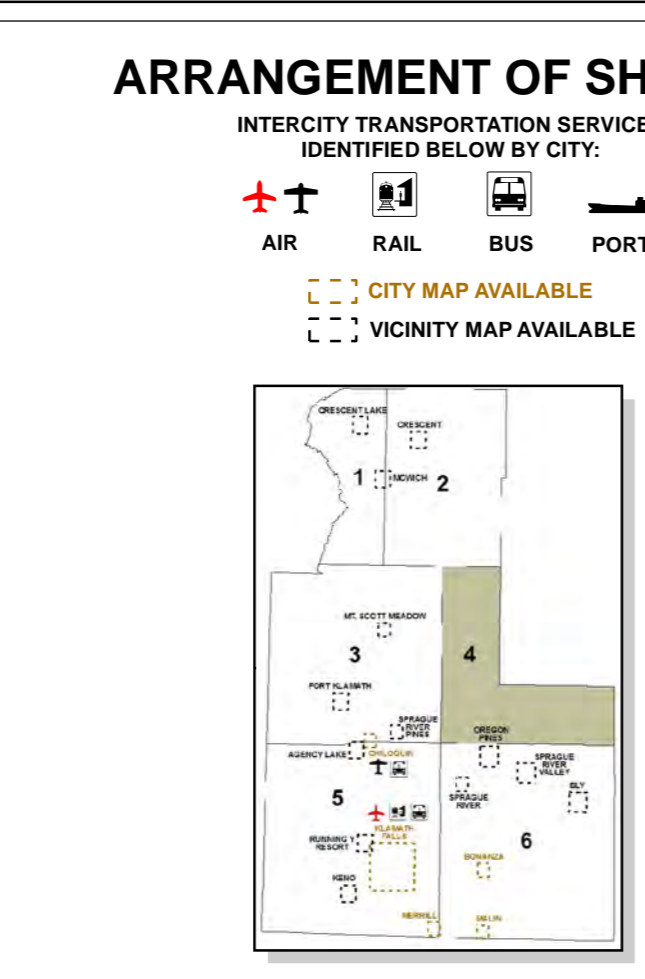 ARRANGEMENT OF SH
INTERCITY TRANSPORTATION SERVICE
IDENTIFIED BELOW BY CITY:
AIR RAIL BUS PORT
CITY MAP AVAILABLE
VICINITY MAP AVAILABLE
CRESCENT LAKE
CRESCENT
1
MOWICH
2
MT. SCOTT MEADOW
3
4
FORT KLAMATH
SPRAGUE
RIVER
PINES
OREGON
PINES
AGENCY LAKE
CHILOQUIN
SPRAGUE
RIVER
VALLEY
BLY
SPRAGUE
RIVER
5
KLAMATH
FALLS
RUNNING Y
RESORT
6
BONANZA
KENO
MERRILL
MALIN